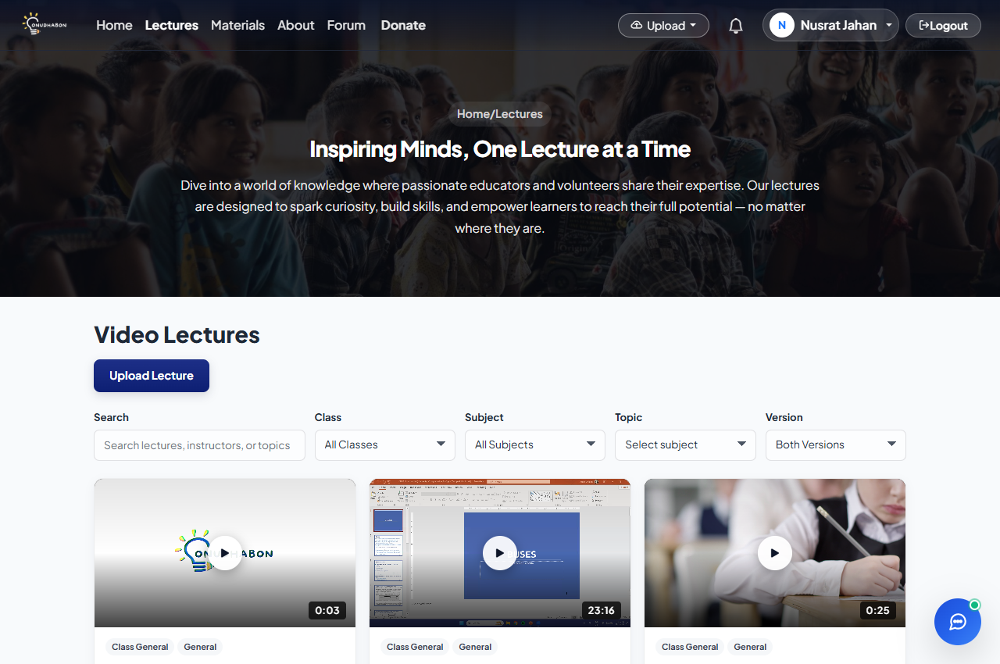 ONUDHABON
Home Lectures Materials About Forum Donate
Upload
N Nusrat Jahan
Logout
Home/Lectures
Inspiring Minds, One Lecture at a Time
Dive into a world of knowledge where passionate educators and volunteers share their expertise. Our lectures
are designed to spark curiosity, build skills, and empower learners to reach their full potential — no matter
where they are.
Video Lectures
Upload Lecture
Search Class Subject Topic Version
Search lectures, instructors, or topics All Classes All Subjects Select subject Both Versions
0:03
23:16
0:25
Class General General
Class General General
Class General General